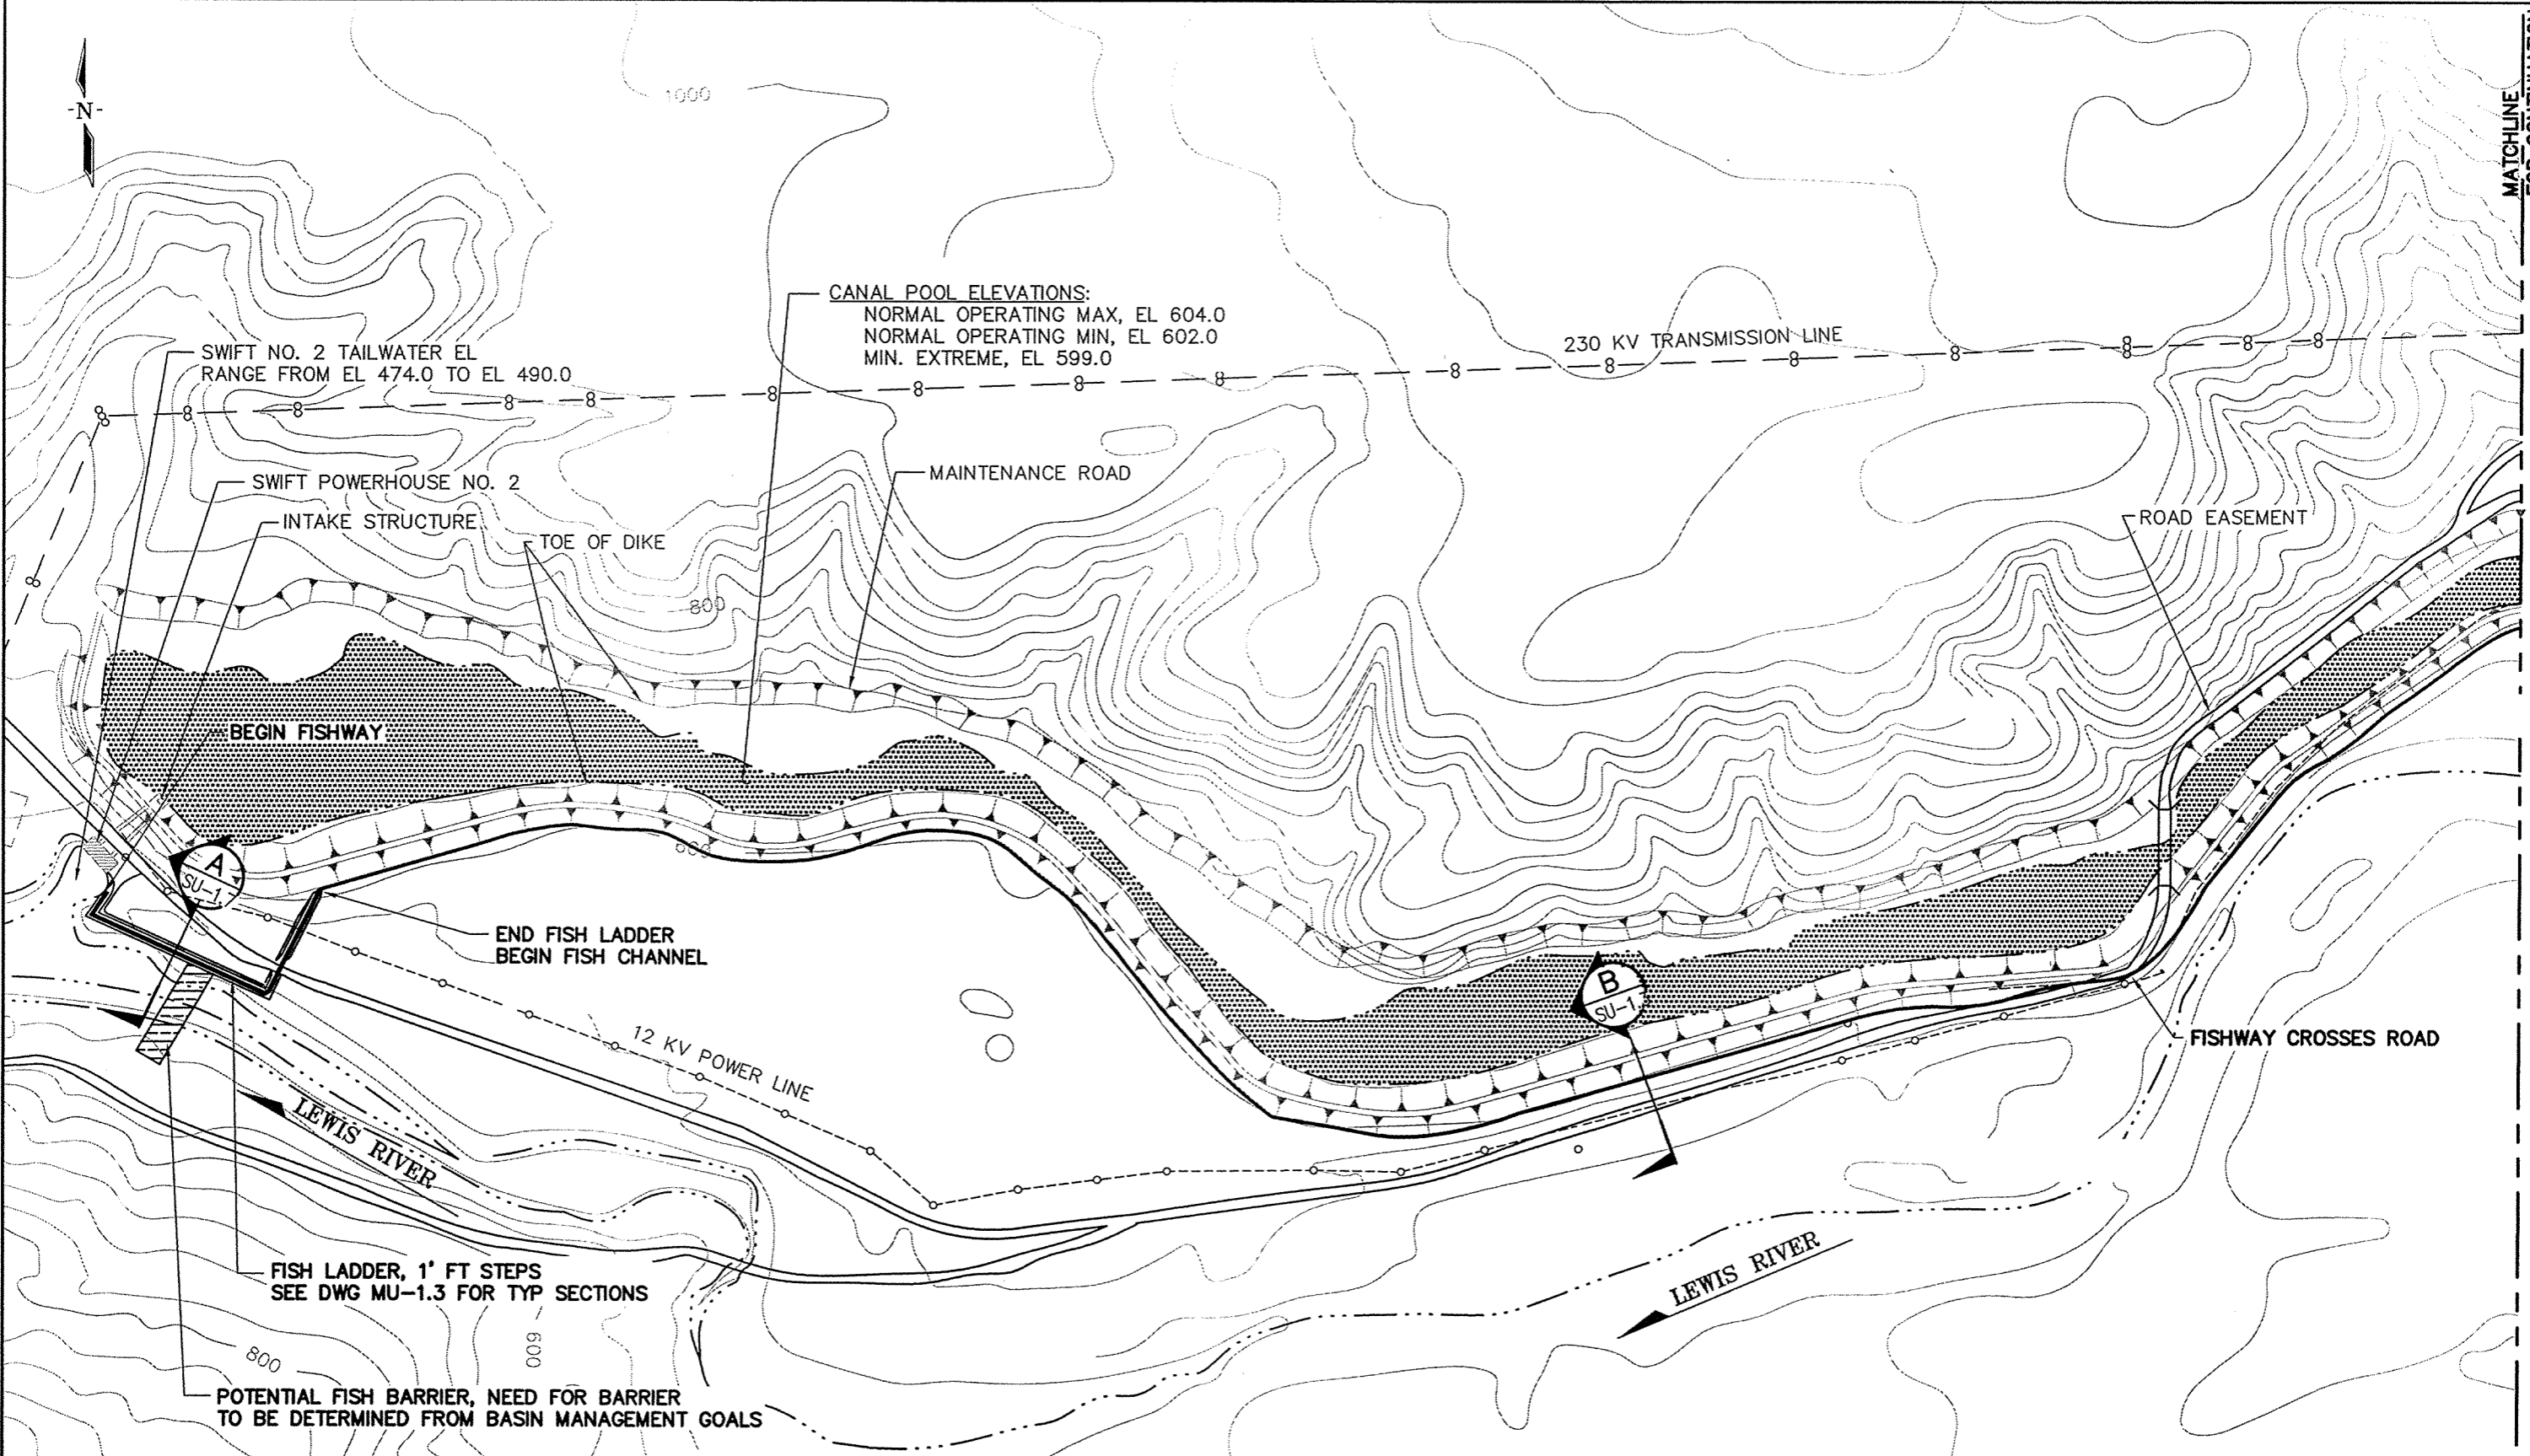 -N-
1000
MATCHLINE
CANAL POOL ELEVATIONS:
NORMAL OPERATING MAX, EL 604.0
NORMAL OPERATING MIN, EL 602.0
MIN. EXTREME, EL 599.0
230 KV TRANSMISSION LINE
SWIFT NO. 2 TAILWATER EL
RANGE FROM EL 474.0 TO EL 490.0
MAINTENANCE ROAD
SWIFT POWERHOUSE NO. 2
INTAKE STRUCTURE
TOE OF DIKE
ROAD EASEMENT
800
BEGIN FISHWAY
A
SU-1
END FISH LADDER
BEGIN FISH CHANNEL
B
SU-1
12 KV POWER LINE
FISHWAY CROSSES ROAD
LEWIS RIVER
LEWIS RIVER
FISH LADDER, 1' FT STEPS
SEE DWG MU-1.3 FOR TYP SECTIONS
600
800
POTENTIAL FISH BARRIER, NEED FOR BARRIER
TO BE DETERMINED FROM BASIN MANAGEMENT GOALS